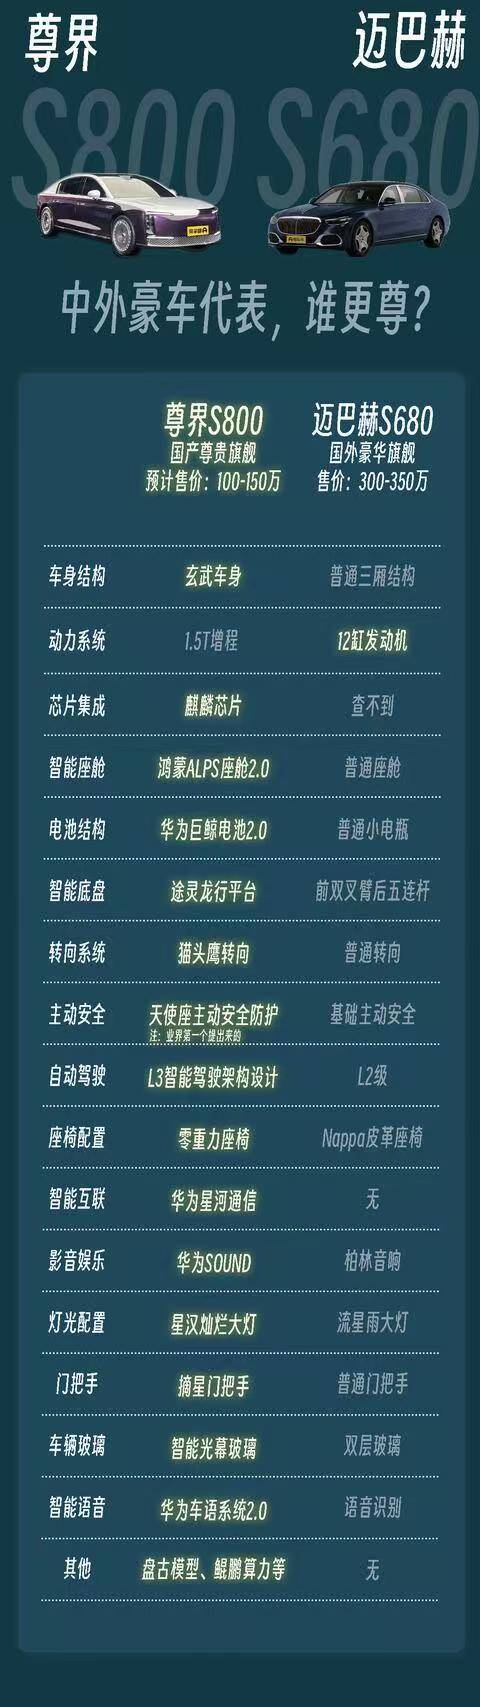 尊界
迈巴赫
S800
S680
中外豪车代表，谁更尊？
尊界S800
迈巴赫S680
国产尊贵旗舰
国外豪华旗舰
预计售价：100-150万
售价：300-350万
车身结构 玄武车身 普通三厢结构
动力系统 1.5T增程 12缸发动机
芯片集成 麒麟芯片 查不到
智能座舱 鸿蒙ALPS座舱2.0 普通座舱
电池结构 华为巨鲸电池2.0 普通小电瓶
智能底盘 途灵龙行平台 前双叉臂后五连杆
转向系统 猫头鹰转向 普通转向
主动安全 天使座主动安全防护 基础主动安全
注：业界第一个提出来的
自动驾驶 L3智能驾驶架构设计 L2级
座椅配置 零重力座椅 Nappa皮革座椅
智能互联 华为星河通信 无
影音娱乐 华为SOUND 柏林音响
灯光配置 星汉灿烂大灯 流星雨大灯
门把手 摘星门把手 普通门把手
车辆玻璃 智能光幕玻璃 双层玻璃
智能语音 华为车语系统2.0 语音识别
其他 盘古模型、鲲鹏算力等 无